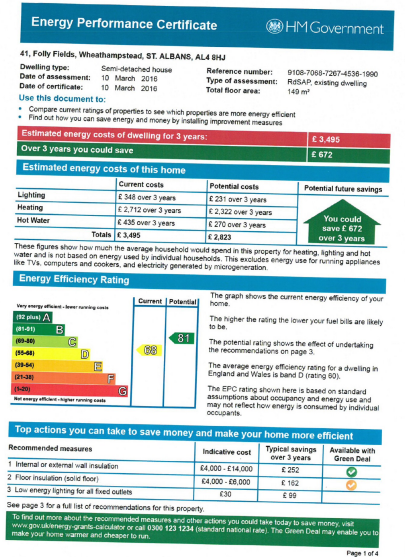 Energy Performance Certificate
HM Government
41, Folly Fields, Wheathampstead, ST. ALBANS, AL4 8HJ
Dwelling type: Semi-detached house
Date of assessment: 10 March 2016
Date of certificate: 10 March 2016
Reference number: 9108-7068-7267-4536-1990
Type of assessment: RdSAP, existing dwelling
Total floor area: 149 m²
Use this document to:
• Compare current ratings of properties to see which properties are more energy efficient
• Find out how you can save energy and money by installing improvement measures
Estimated energy costs of dwelling for 3 years: £ 3,495
Over 3 years you could save £ 672
Estimated energy costs of this home
Current costs Potential costs Potential future savings
Lighting £ 348 over 3 years £ 231 over 3 years
Heating £ 2,712 over 3 years £ 2,322 over 3 years
Hot Water £ 435 over 3 years £ 270 over 3 years
Totals £ 3,495 £ 2,823
You could
save £ 672
over 3 years
These figures show how much the average household would spend in this property for heating, lighting and hot
water and is not based on energy used by individual households. This excludes energy use for running appliances
like TVs, computers and cookers, and electricity generated by microgeneration.
Energy Efficiency Rating
Current Potential
Very energy efficient - lower running costs
(92 plus) A
(81-91) B
(69-80) C
(55-68) D
(39-54) E
(21-38) F
(1-20) G
Not energy efficient - higher running costs
68
81
The graph shows the current energy efficiency of your
home.
The higher the rating the lower your fuel bills are likely
to be.
The potential rating shows the effect of undertaking
the recommendations on page 3.
The average energy efficiency rating for a dwelling in
England and Wales is band D (rating 60).
The EPC rating shown here is based on standard
assumptions about occupancy and energy use and
may not reflect how energy is consumed by individual
occupants.
Top actions you can take to save money and make your home more efficient
Recommended measures Indicative cost Typical savings over 3 years Available with Green Deal
1 Internal or external wall insulation £4,000 - £14,000 £ 252
2 Floor insulation (solid floor) £4,000 - £6,000 £ 162
3 Low energy lighting for all fixed outlets £30 £ 99
See page 3 for a full list of recommendations for this property.
To find out more about the recommended measures and other actions you could take today to save money, visit
www.gov.uk/energy-grants-calculator or call 0300 123 1234 (standard national rate). The Green Deal may enable you to
make your home warmer and cheaper to run.
Page 1 of 4